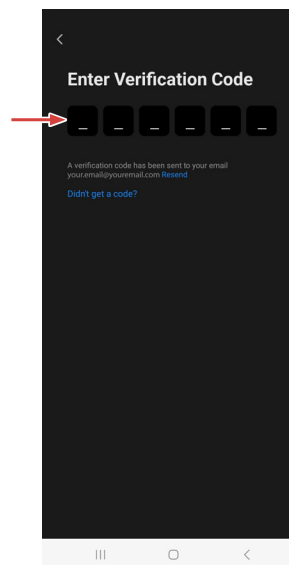 Enter Verification Code
_ _ _ _ _ _
A verification code has been sent to your email
your.email@youremail.com Resend
Didn't get a code?